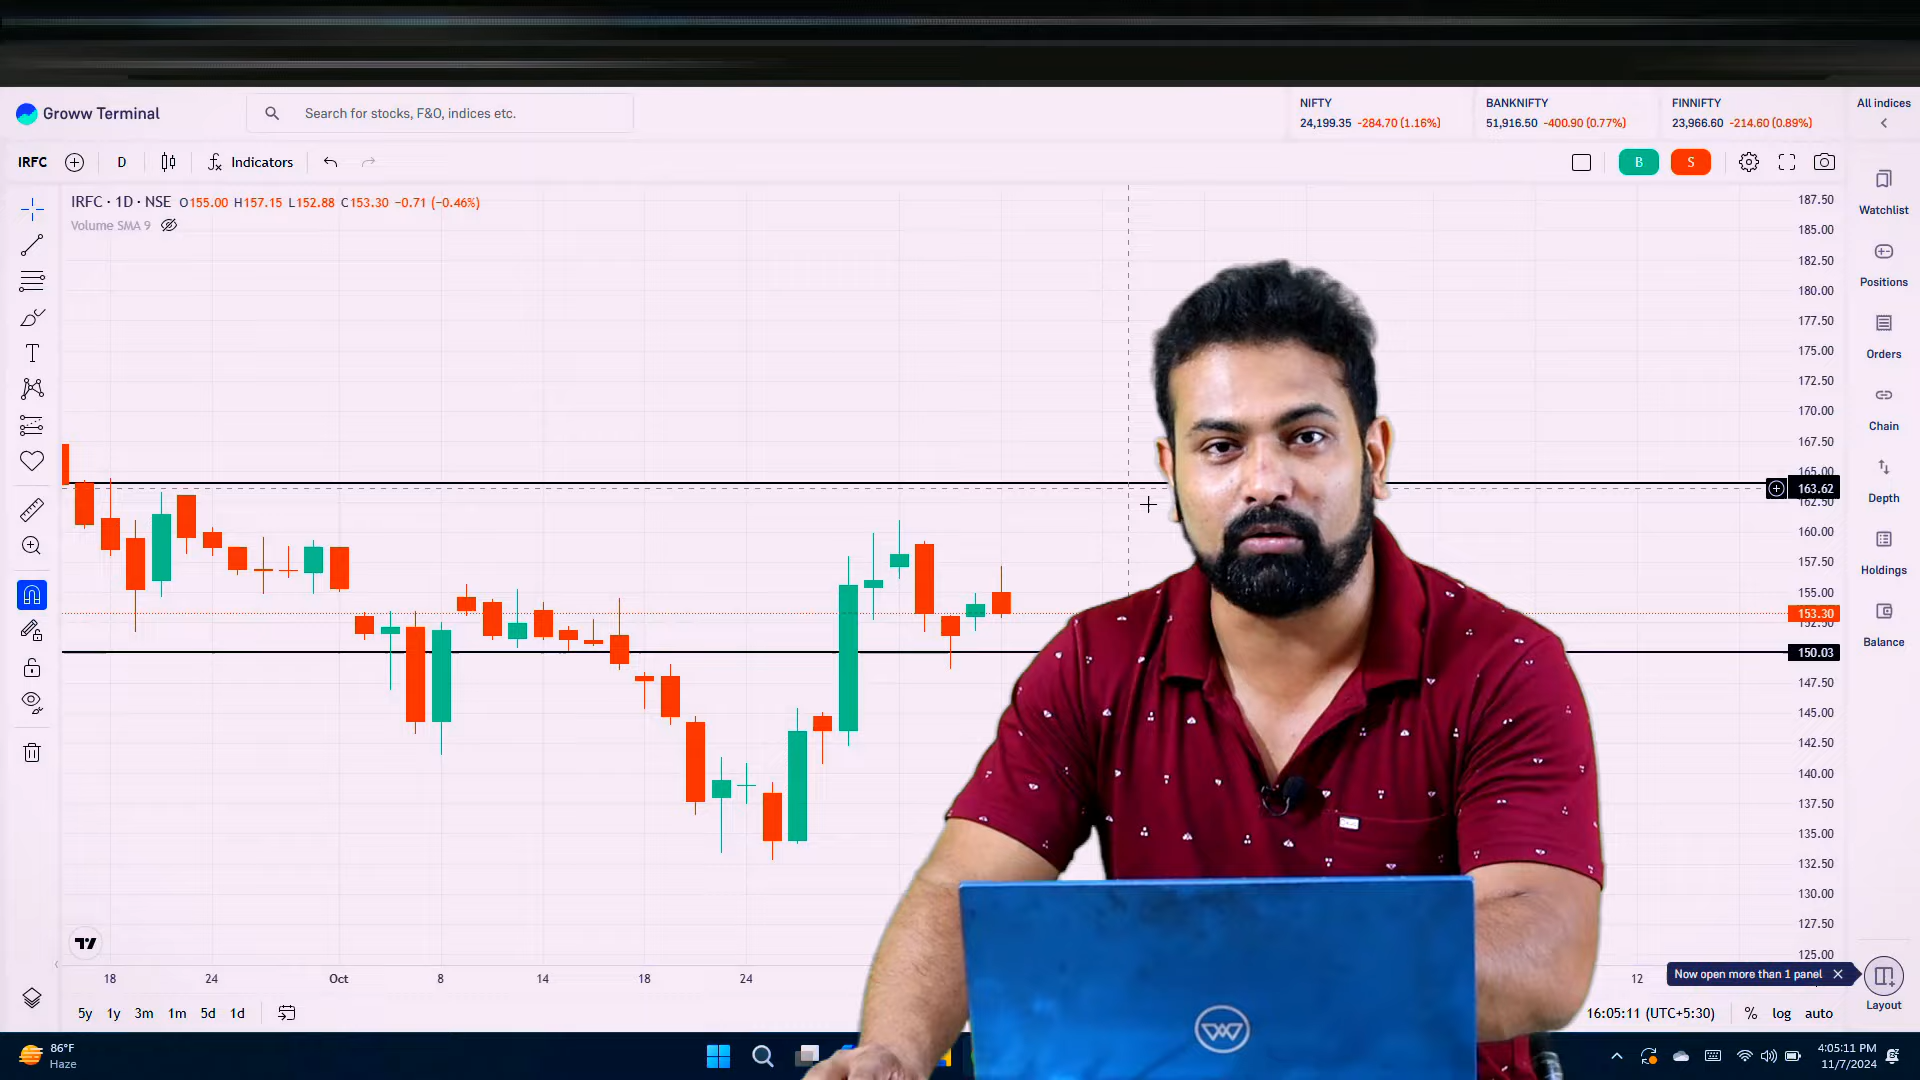 Groww Terminal
Search for stocks, F&O, indices etc.
NIFTY
24,199.35 -284.70 (1.16%)
BANKNIFTY
51,916.50 -400.90 (0.77%)
FINNIFTY
23,966.60 -214.60 (0.89%)
All indices
IRFC
D
Indicators
B
S
IRFC · 1D · NSE O155.00 H157.15 L152.88 C153.30 −0.71 (−0.46%)
Volume SMA 9
187.50
185.00
182.50
180.00
177.50
175.00
172.50
170.00
167.50
165.00
163.62
162.50
160.00
157.50
155.00
153.30
152.50
150.03
147.50
145.00
142.50
140.00
137.50
135.00
132.50
130.00
127.50
125.00
Watchlist
Positions
Orders
Chain
Depth
Holdings
Balance
Now open more than 1 panel
Layout
18
24
Oct
8
14
18
24
12
5y
1y
3m
1m
5d
1d
16:05:11 (UTC+5:30)
%
log
auto
86°F
Haze
4:05:11 PM
11/7/2024